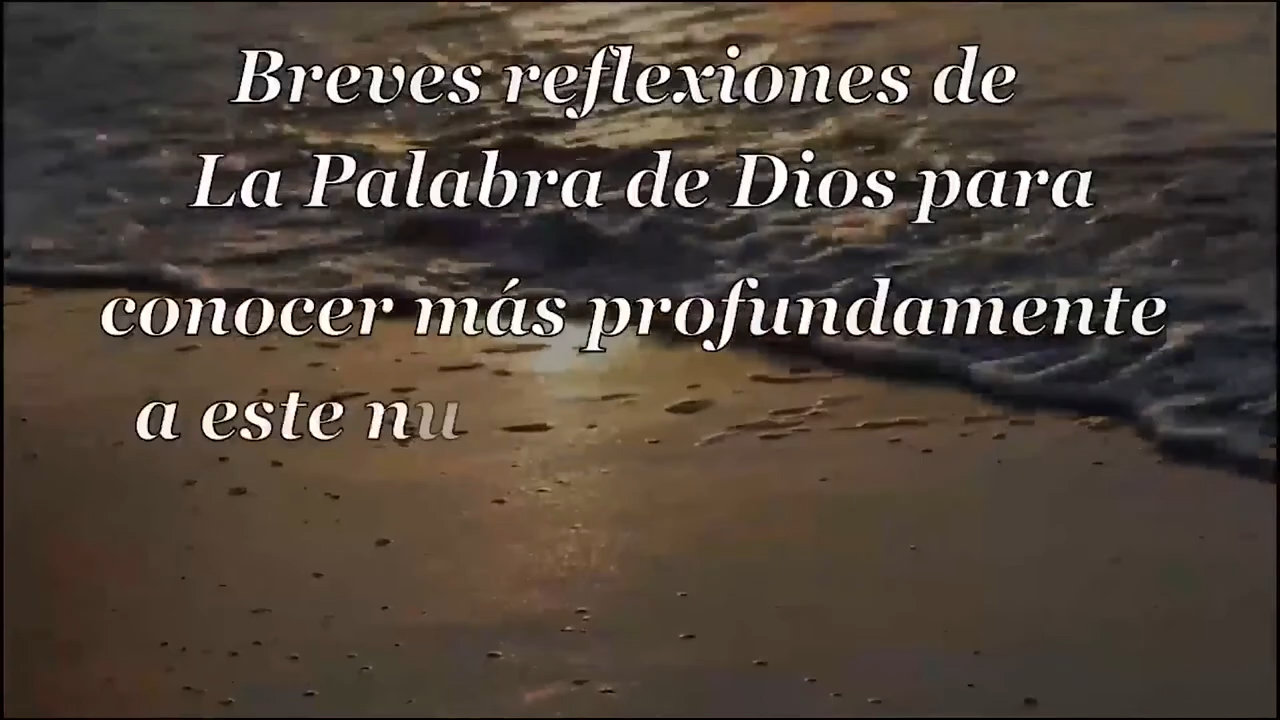 Breves reflexiones de
La Palabra de Dios para
conocer más profundamente
a este nu